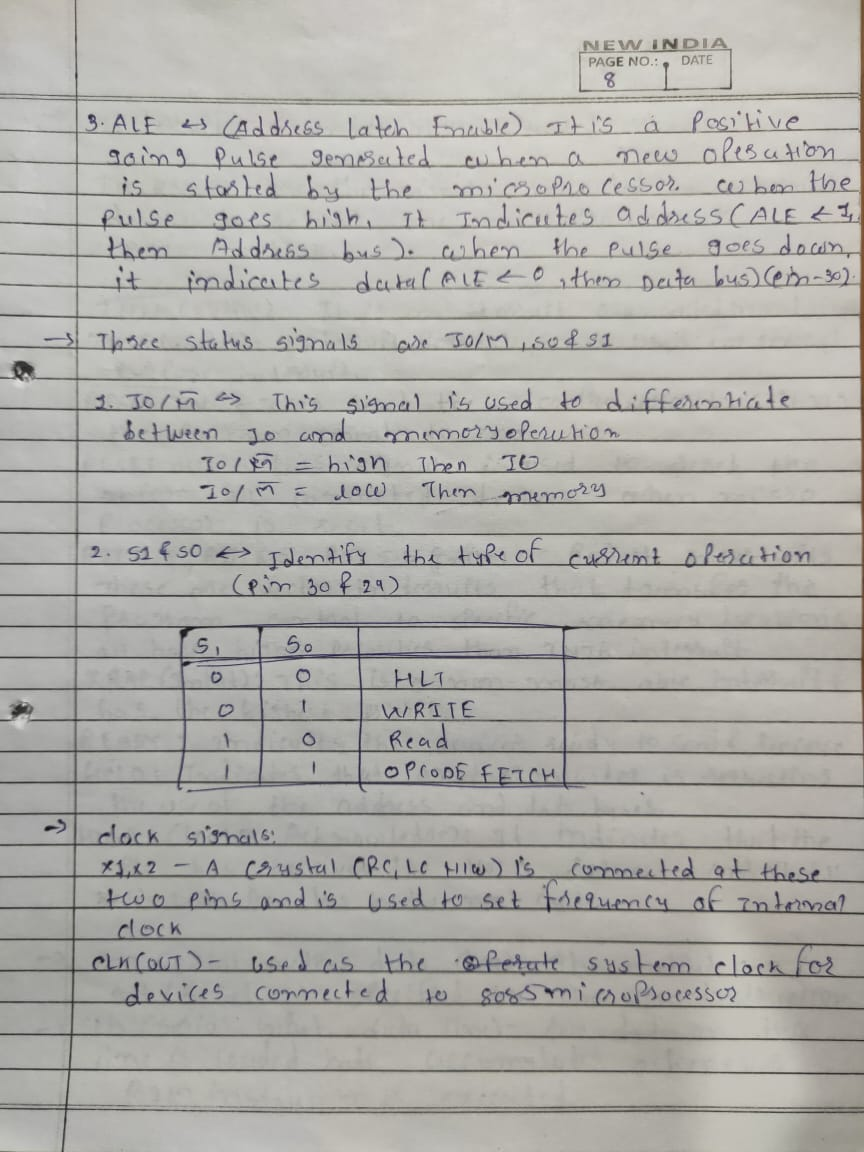 NEW INDIA
PAGE NO.: DATE
8
3. ALE ↔ (Address latch Enable) It is a Positive
going Pulse generated when a new operation
is started by the microprocessor. when the
Pulse goes high, It Indicates address (ALE ← 1,
then Address bus). when the pulse goes down,
it indicates data (ALE ← 0, then Data bus) (pin-30).
→ Three status signals are IO/M, S0 & S1
1. IO/M̅ ↔ This signal is used to differentiate
between IO and memory operation
IO/M̅ = high Then IO
IO/M̅ = low Then memory
2. S1 & S0 ↔ Identify the type of current operation
(Pin 30 & 29)
S₁ S₀
0 0 HLT
0 1 WRITE
1 0 Read
1 1 OPCODE FETCH
→ clock signals:
X1, X2 - A Crystal (RC, LC N/W) is connected at these
two pins and is used to set frequency of internal
clock
CLK (OUT) - used as the operate system clock for
devices connected to 8085 microprocessor